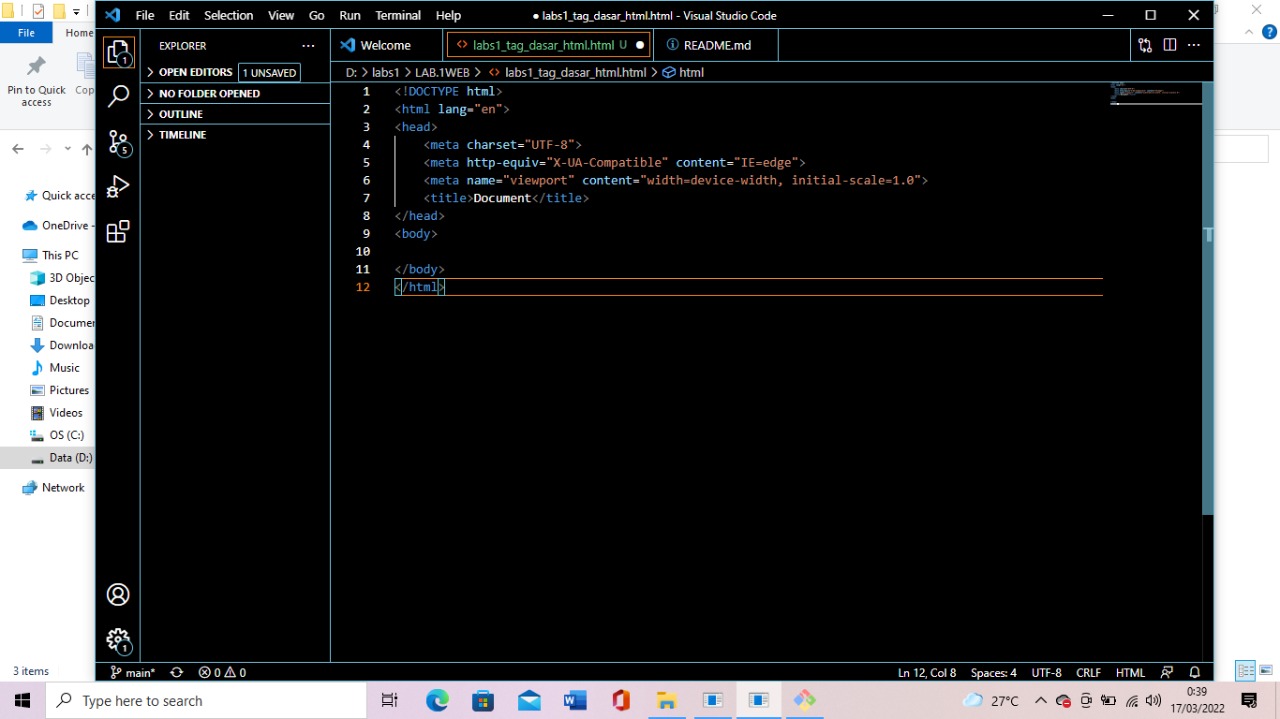 File Edit Selection View Go Run Terminal Help ● labs1_tag_dasar_html.html - Visual Studio Code
File Home
Pin to Quick access
Quick acce
OneDrive -
This PC
3D Objec
Desktop
Documer
Downloa
Music
Pictures
Videos
OS (C:)
Data (D:)
Network
3 items
EXPLORER
OPEN EDITORS 1 UNSAVED
NO FOLDER OPENED
OUTLINE
TIMELINE
1
5
1
Welcome labs1_tag_dasar_html.html U README.md
D: > labs1 > LAB.1WEB > labs1_tag_dasar_html.html > html
1 <!DOCTYPE html>
2 <html lang="en">
3 <head>
4 <meta charset="UTF-8">
5 <meta http-equiv="X-UA-Compatible" content="IE=edge">
6 <meta name="viewport" content="width=device-width, initial-scale=1.0">
7 <title>Document</title>
8 </head>
9 <body>
10
11 </body>
12 </html>
main* 0 0 Ln 12, Col 8 Spaces: 4 UTF-8 CRLF HTML
Type here to search 27°C 0:39
17/03/2022